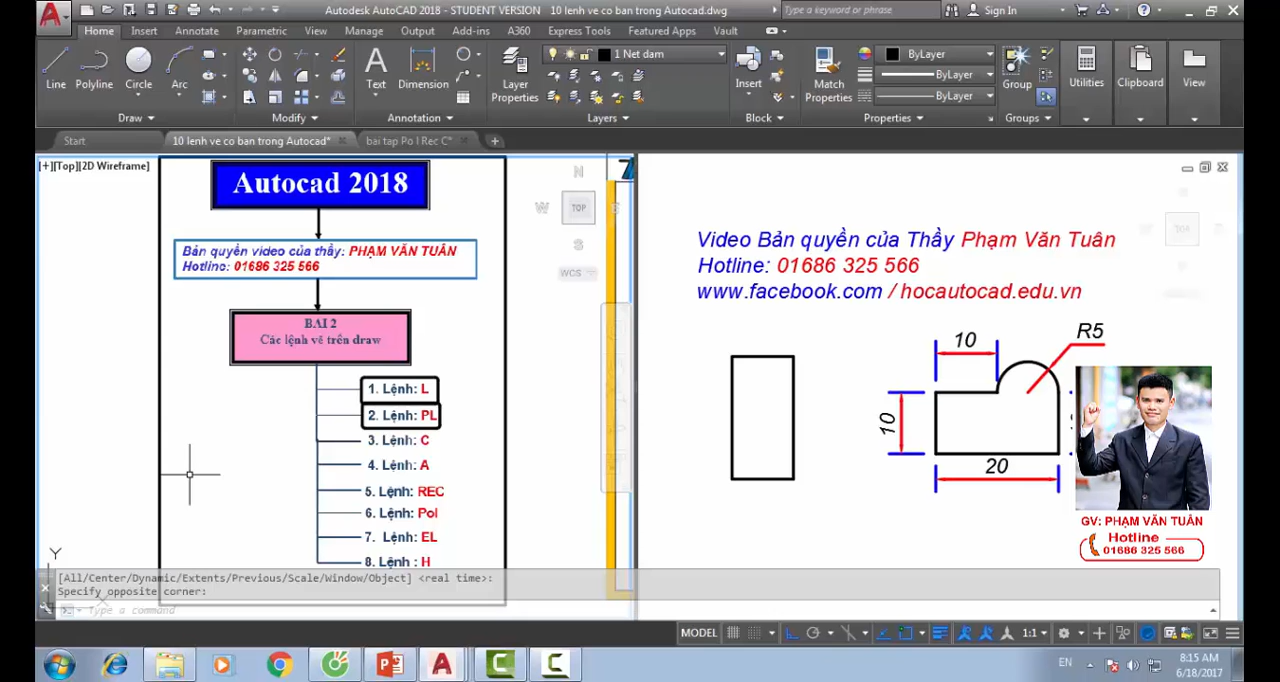 Autodesk AutoCAD 2018 - STUDENT VERSION 10 lenh ve co ban trong Autocad.dwg
Type a keyword or phrase
Sign In
Home Insert Annotate Parametric View Manage Output Add-ins A360 Express Tools Featured Apps Vault
1 Net dam
ByLayer
ByLayer
ByLayer
Line Polyline Circle Arc
Text Dimension
Layer Properties
Insert
Match Properties
Group
Utilities Clipboard View
Draw Modify Annotation Layers Block Properties Groups
Start 10 lenh ve co ban trong Autocad* bai tap Po l Rec C*
[+][Top][2D Wireframe]
Autocad 2018
Bản quyền video của thầy: PHẠM VĂN TUÂN
Hotline: 01686 325 566
BAI 2
Các lệnh vẽ trên draw
1. Lệnh: L
2. Lệnh: PL
3. Lệnh: C
4. Lệnh: A
5. Lệnh: REC
6. Lệnh: Pol
7. Lệnh: EL
8. Lệnh : H
N
W TOP
S
WCS
7
TOP
Video Bản quyền của Thầy Phạm Văn Tuân
Hotline: 01686 325 566
www.facebook.com / hocautocad.edu.vn
10
R5
10
20
GV: PHẠM VĂN TUÂN
Hotline
01686 325 566
Y
[All/Center/Dynamic/Extents/Previous/Scale/Window/Object] <real time>:
Specify opposite corner:
Type a command
MODEL
1:1
EN
8:15 AM
6/18/2017